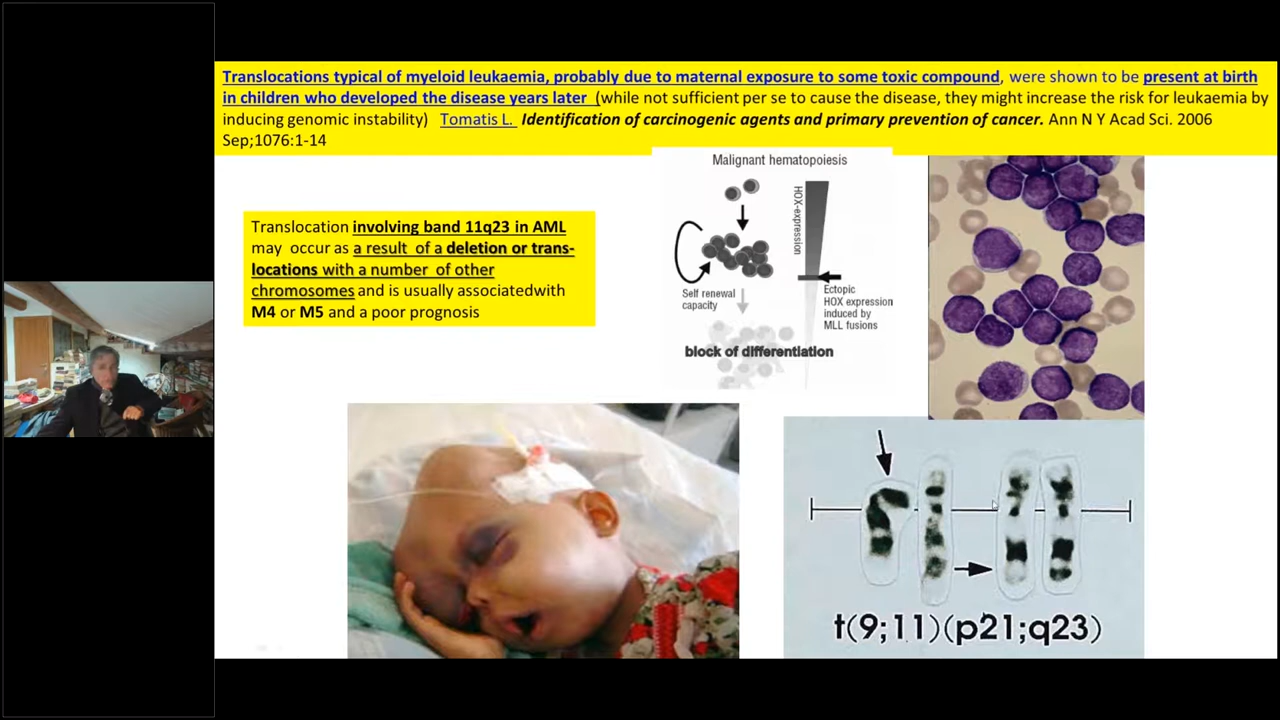 Translocations typical of myeloid leukaemia, probably due to maternal exposure to some toxic compound, were shown to be present at birth
in children who developed the disease years later (while not sufficient per se to cause the disease, they might increase the risk for leukaemia by
inducing genomic instability) Tomatis L. Identification of carcinogenic agents and primary prevention of cancer. Ann N Y Acad Sci. 2006
Sep;1076:1-14
Translocation involving band 11q23 in AML
may occur as a result of a deletion or trans-
locations with a number of other
chromosomes and is usually associatedwith
M4 or M5 and a poor prognosis
Malignant hematopoiesis
HOX-expression
Self renewal
capacity
Ectopic
HOX expression
induced by
MLL fusions
block of differentiation
t(9;11)(p21;q23)